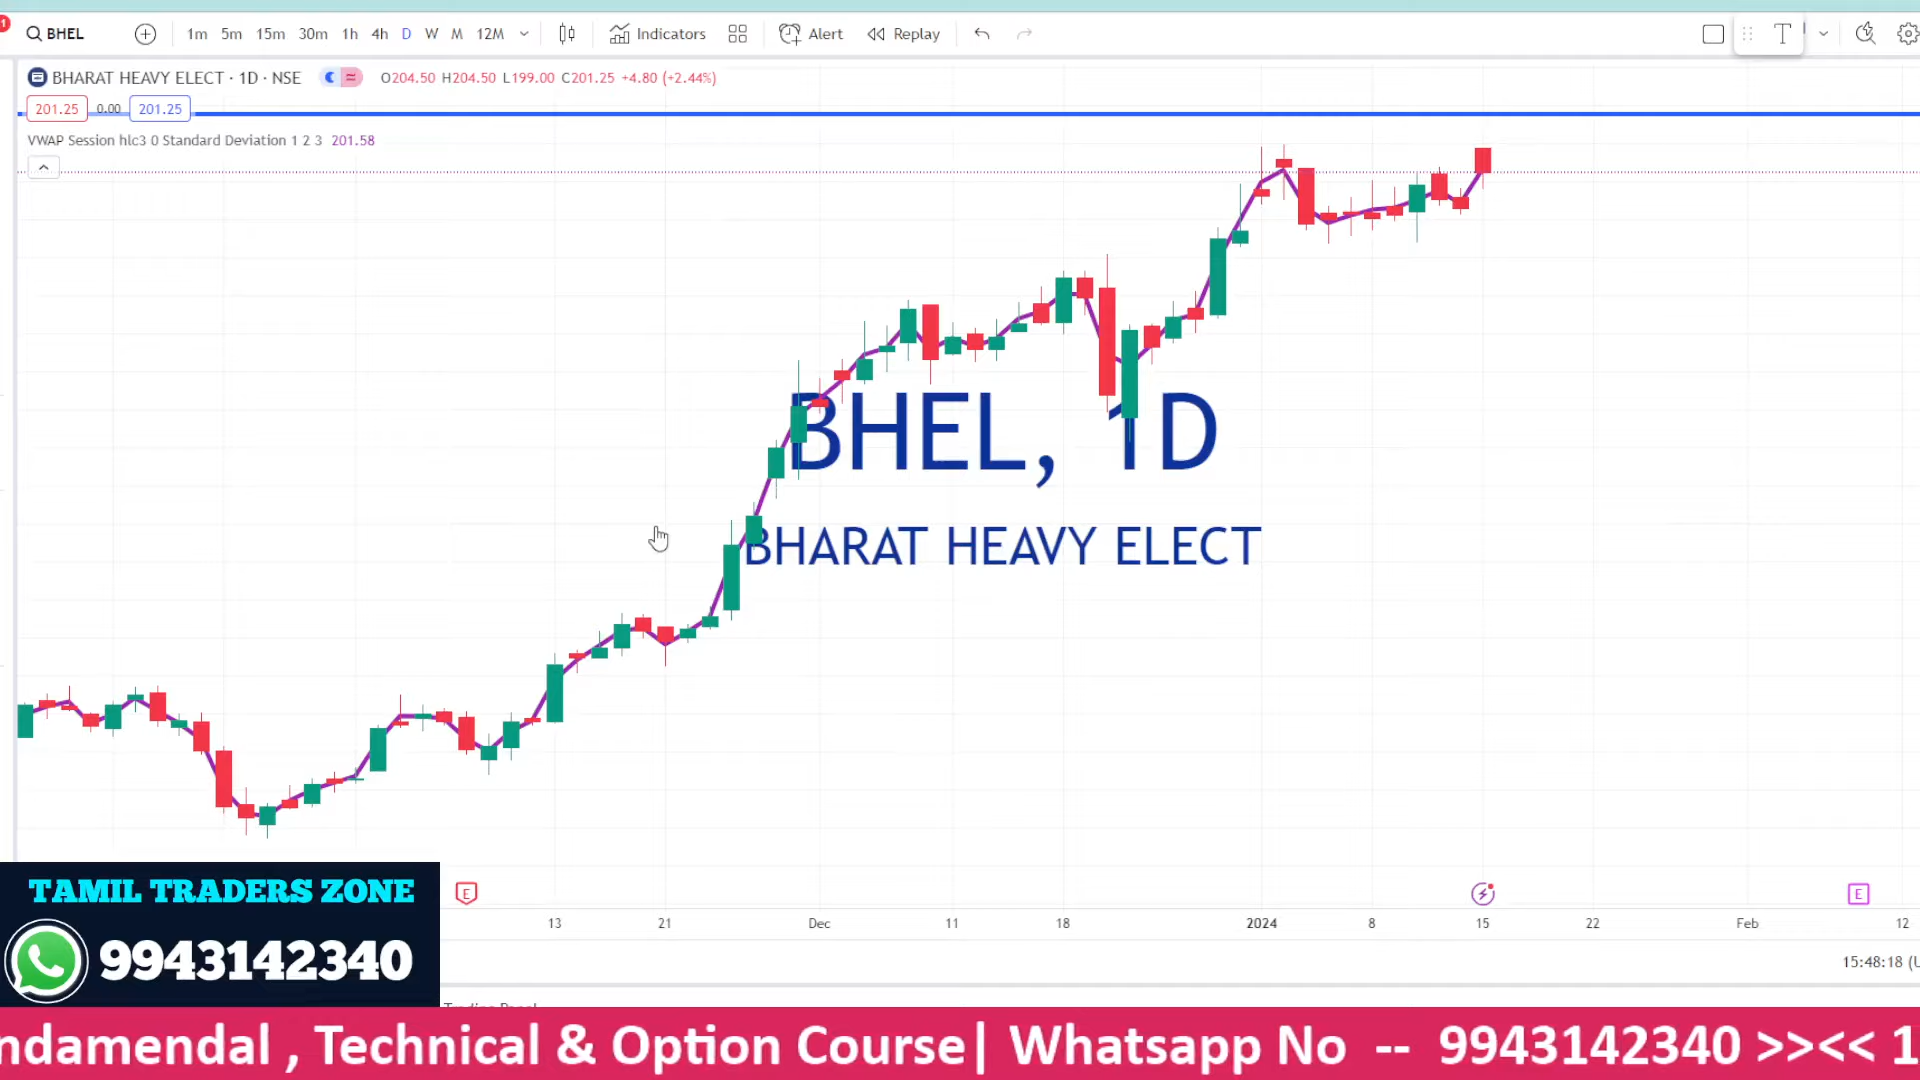 1
BHEL 1m 5m 15m 30m 1h 4h D W M 12M Indicators Alert Replay T
BHARAT HEAVY ELECT · 1D · NSE O204.50 H204.50 L199.00 C201.25 +4.80 (+2.44%)
201.25 0.00 201.25
VWAP Session hlc3 0 Standard Deviation 1 2 3 201.58
BHEL, 1D
BHARAT HEAVY ELECT
E E
13 21 Dec 11 18 2024 8 15 22 Feb 12
TAMIL TRADERS ZONE
9943142340
15:48:18 (U
ndamendal , Technical & Option Course| Whatsapp No -- 9943142340 >><< 1